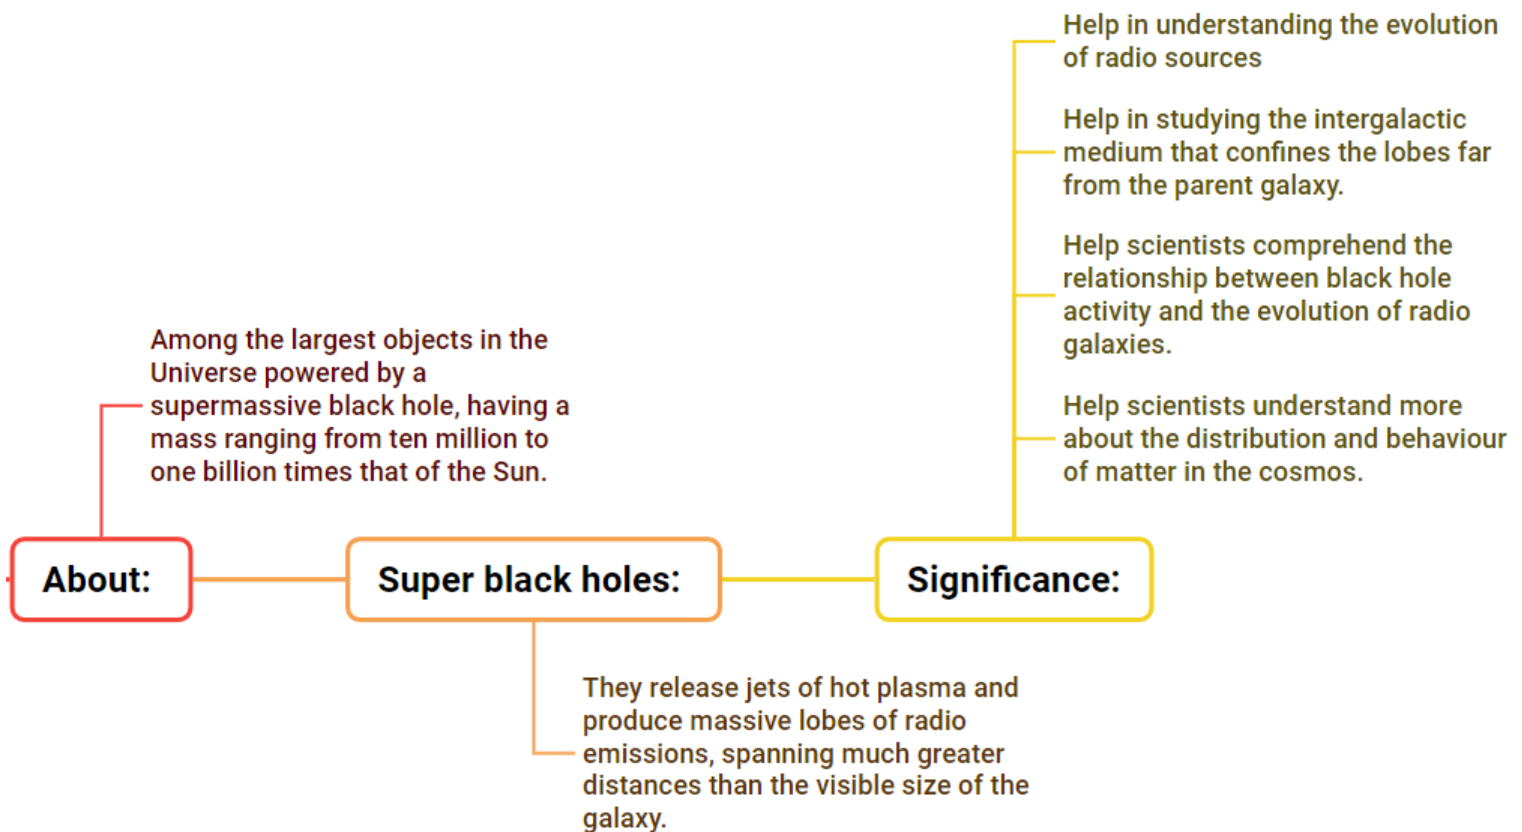 About:
Among the largest objects in the
Universe powered by a
supermassive black hole, having a
mass ranging from ten million to
one billion times that of the Sun.
Super black holes:
They release jets of hot plasma and
produce massive lobes of radio
emissions, spanning much greater
distances than the visible size of the
galaxy.
Significance:
Help in understanding the evolution
of radio sources
Help in studying the intergalactic
medium that confines the lobes far
from the parent galaxy.
Help scientists comprehend the
relationship between black hole
activity and the evolution of radio
galaxies.
Help scientists understand more
about the distribution and behaviour
of matter in the cosmos.